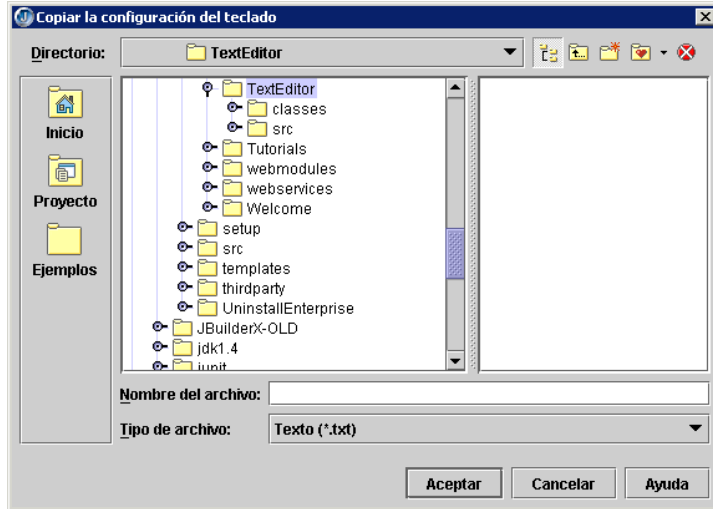 Copiar la configuración del teclado
Directorio: TextEditor
Inicio
Proyecto
Ejemplos
TextEditor
classes
src
Tutorials
webmodules
webservices
Welcome
setup
src
templates
thirdparty
UninstallEnterprise
JBuilderX-OLD
jdk1.4
junit
Nombre del archivo:
Tipo de archivo: Texto (*.txt)
Aceptar Cancelar Ayuda